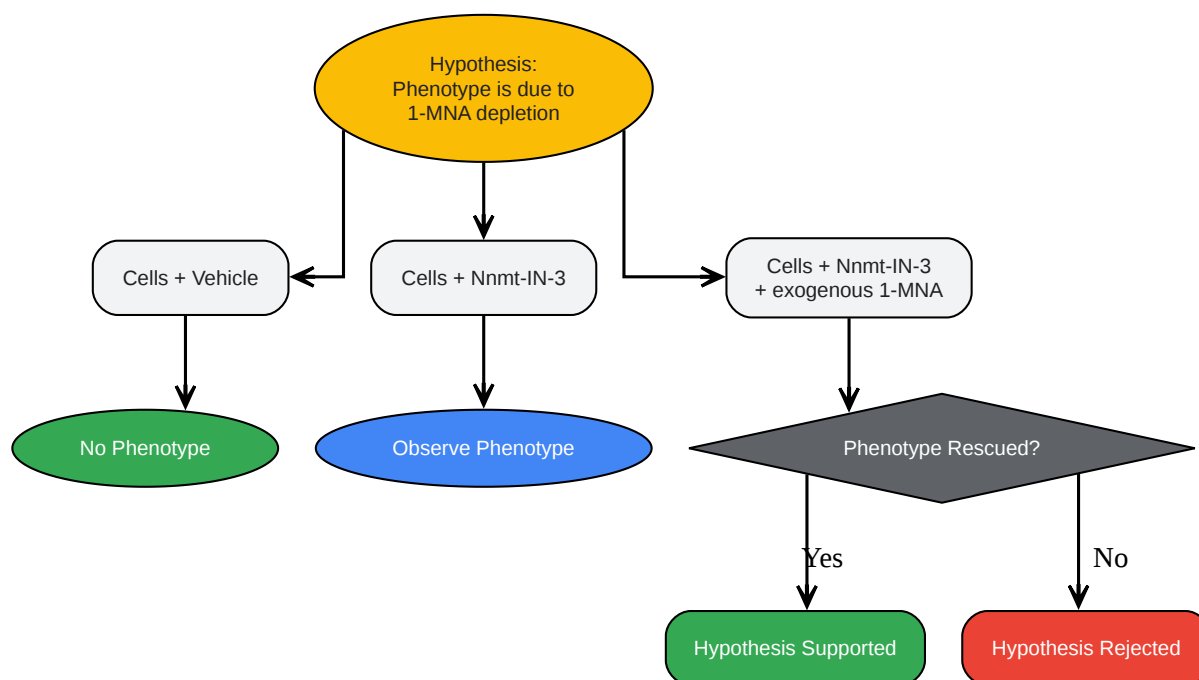 Hypothesis:
Phenotype is due to
1-MNA depletion
Cells + Vehicle
Cells + Nnmt-IN-3
Cells + Nnmt-IN-3
+ exogenous 1-MNA
No Phenotype
Observe Phenotype
Phenotype Rescued?
Yes
No
Hypothesis Supported
Hypothesis Rejected